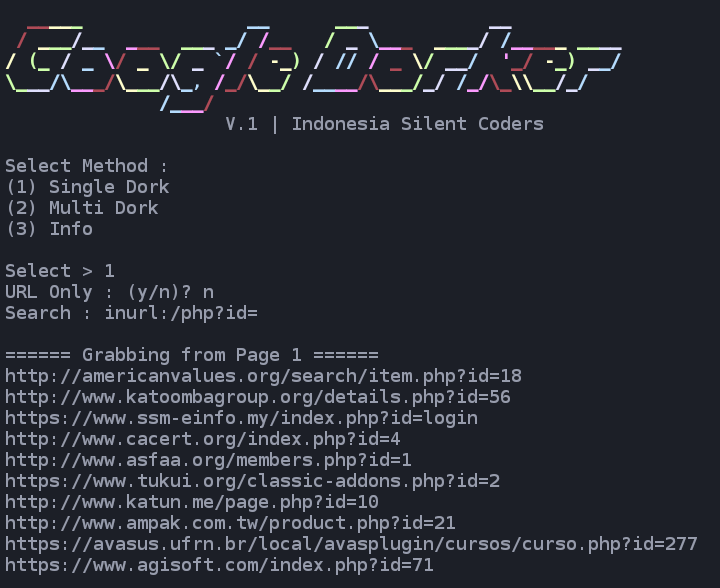 Google Dorker
V.1 | Indonesia Silent Coders
Select Method :
(1) Single Dork
(2) Multi Dork
(3) Info
Select > 1
URL Only : (y/n)? n
Search : inurl:/php?id=
====== Grabbing from Page 1 ======
http://americanvalues.org/search/item.php?id=18
http://www.katoombagroup.org/details.php?id=56
https://www.ssm-einfo.my/index.php?id=login
http://www.cacert.org/index.php?id=4
http://www.asfaa.org/members.php?id=1
https://www.tukui.org/classic-addons.php?id=2
http://www.katun.me/page.php?id=10
http://www.ampak.com.tw/product.php?id=21
https://avasus.ufrn.br/local/avasplugin/cursos/curso.php?id=277
https://www.agisoft.com/index.php?id=71